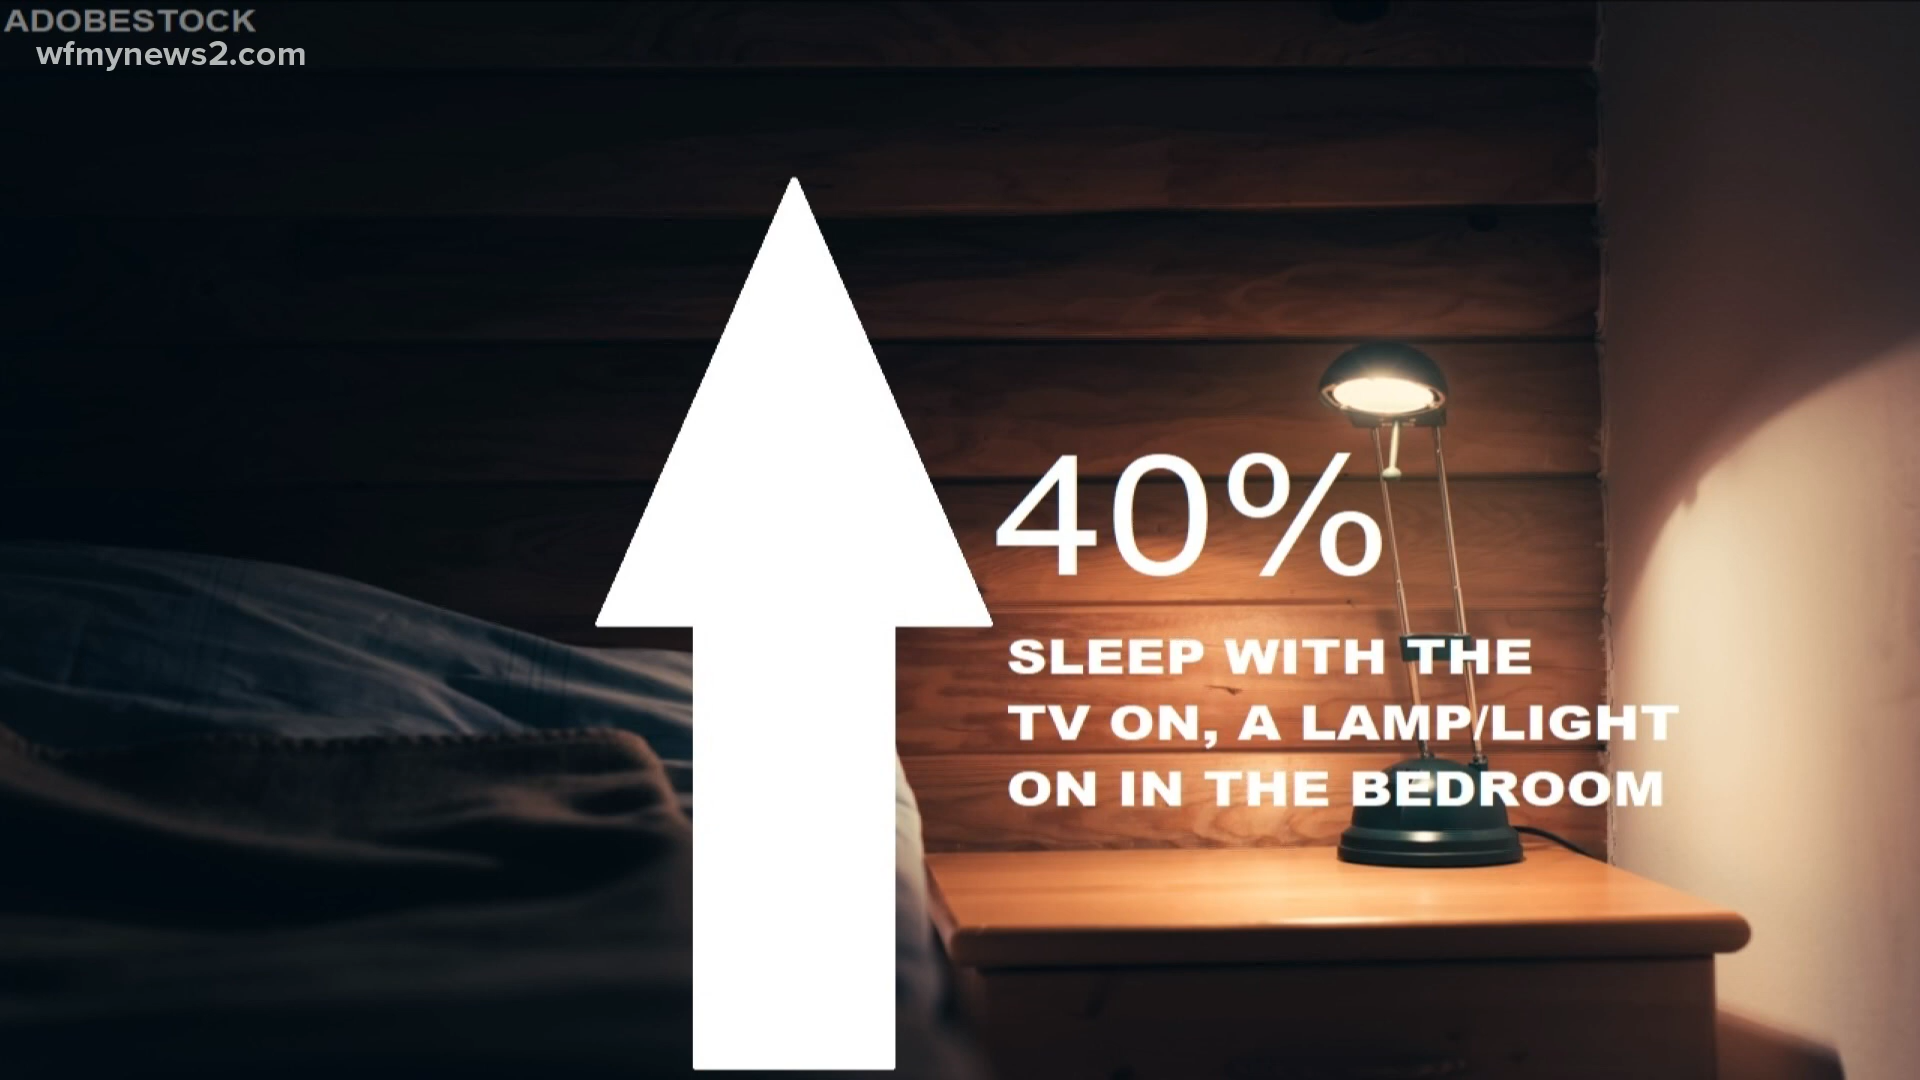 ADOBESTOCK
wfmynews2.com
40%
SLEEP WITH THE
TV ON, A LAMP/LIGHT
ON IN THE BEDROOM